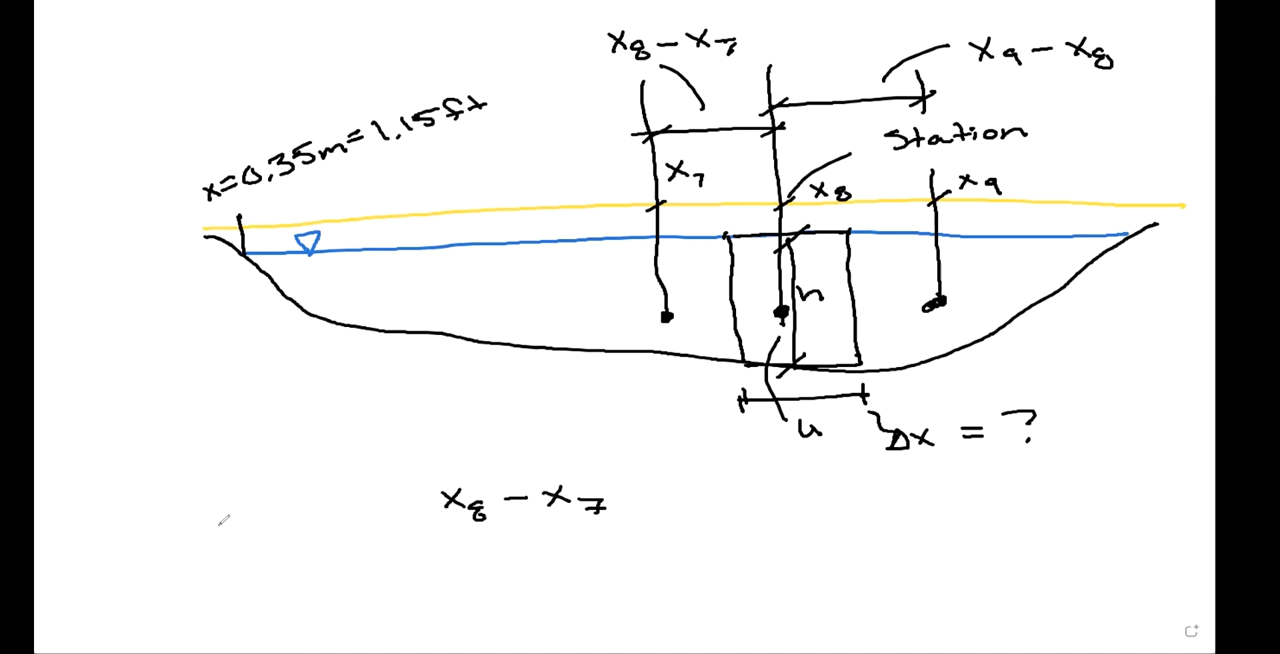 x₈ - x₇
x₉ - x₈
x=0.35m=1.15ft
Station
x₇
x₈
x₉
h
u
Δx = ?
x₈ - x₇